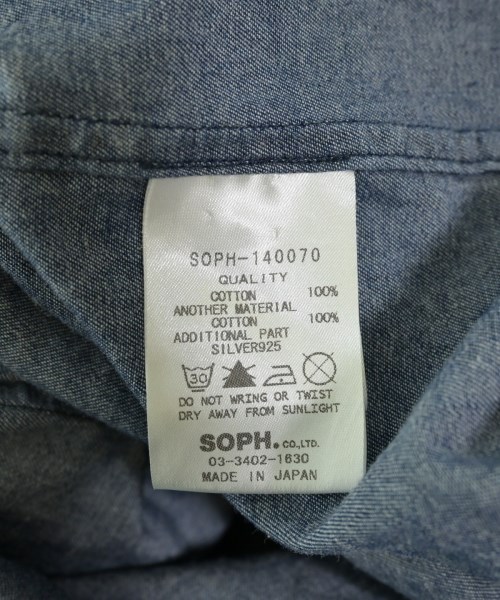 SOPH-140070
QUALITY
COTTON 100%
ANOTHER MATERIAL
COTTON 100%
ADDITIONAL PART
SILVER925
30
DO NOT WRING OR TWIST
DRY AWAY FROM SUNLIGHT
SOPH. CO.,LTD.
03-3402-1630
MADE IN JAPAN